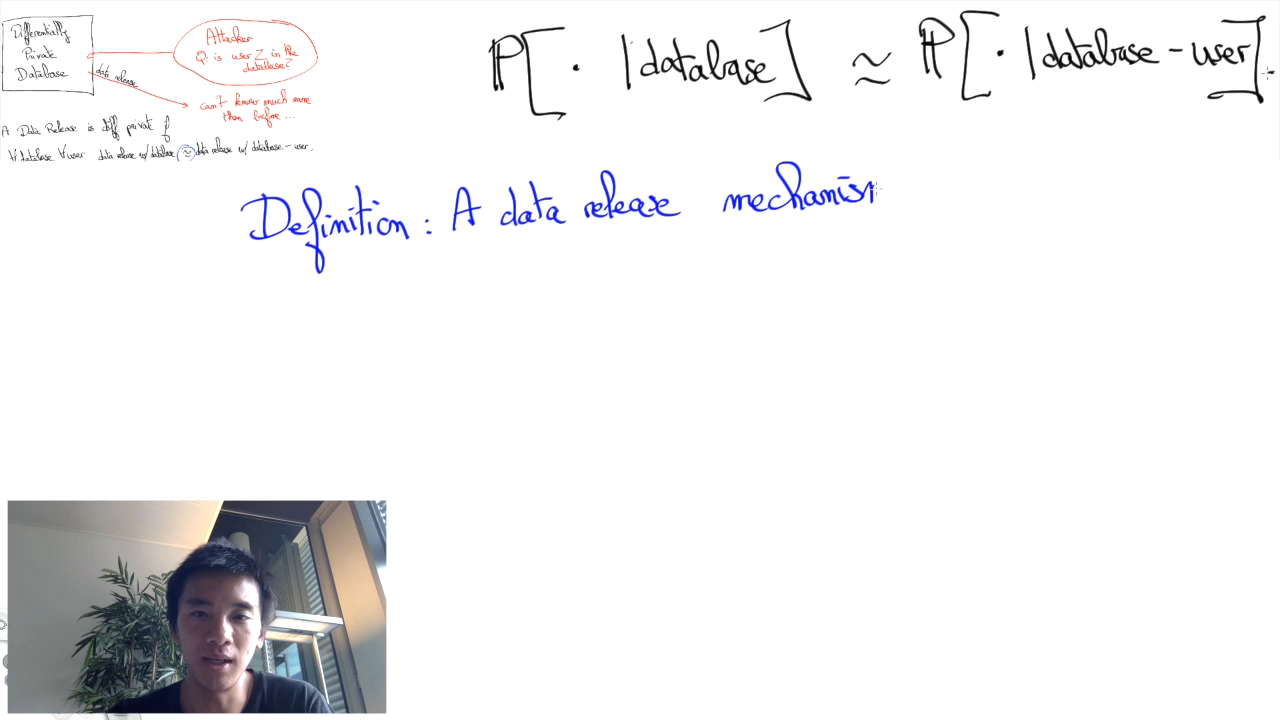 Differentially
Private
Database
Attacker
Q: is user Z in the
database?
data release
can't know much more
than before...
A Data Release is diff private if
∀ database ∀ user data release w/ database ≈ data release w/ database - user.
ℙ[ · | database ] ≈ ℙ[ · | database - user ].
Definition: A data release mechanism